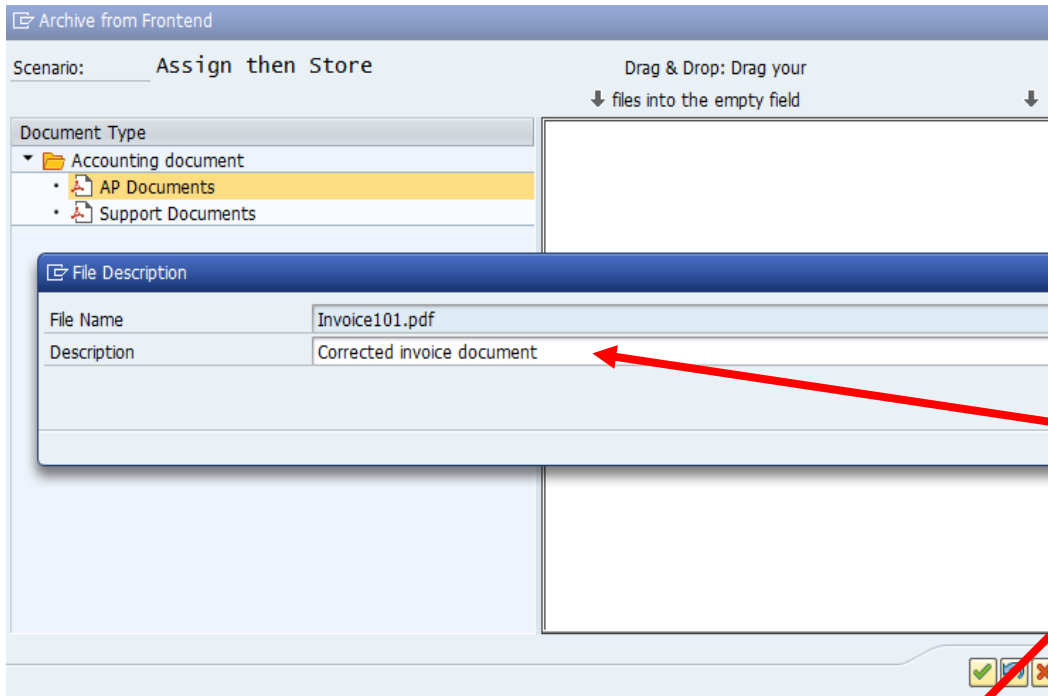 Archive from Frontend
Scenario: Assign then Store
Drag & Drop: Drag your
files into the empty field
Document Type
Accounting document
AP Documents
Support Documents
File Description
File Name Invoice101.pdf
Description Corrected invoice document